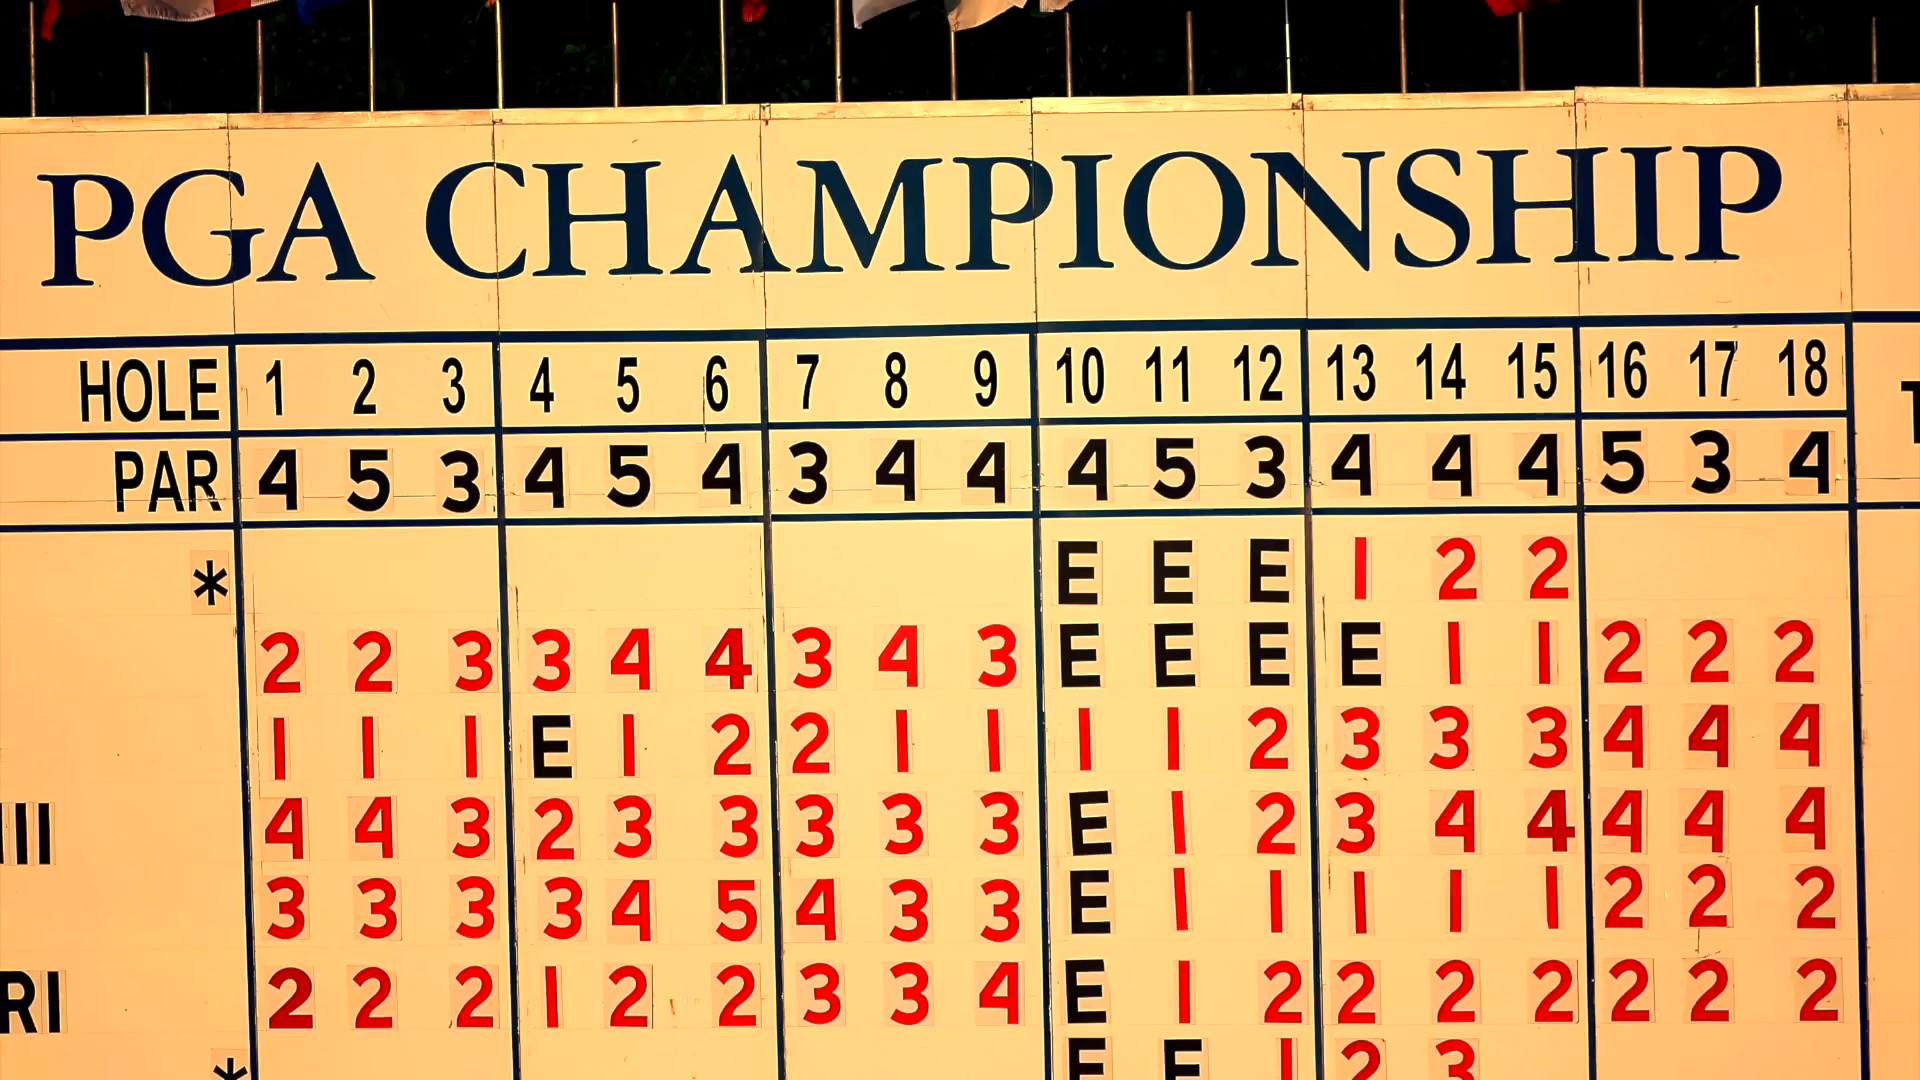 PGA CHAMPIONSHIP
HOLE 1 2 3 4 5 6 7 8 9 10 11 12 13 14 15 16 17 18
PAR 4 5 3 4 5 4 3 4 4 4 5 3 4 4 4 5 3 4
* E E E 1 2 2
2 2 3 3 4 4 3 4 3 E E E E 1 1 2 2 2
1 1 1 E 1 2 2 1 1 1 1 2 3 3 3 4 4 4
III 4 4 3 2 3 3 3 3 3 E 1 2 3 4 4 4 4 4
3 3 3 3 4 5 4 3 3 E 1 1 1 1 1 2 2 2
RI 2 2 2 1 2 2 3 3 4 E 1 2 2 2 2 2 2 2
* E E 1 2 3